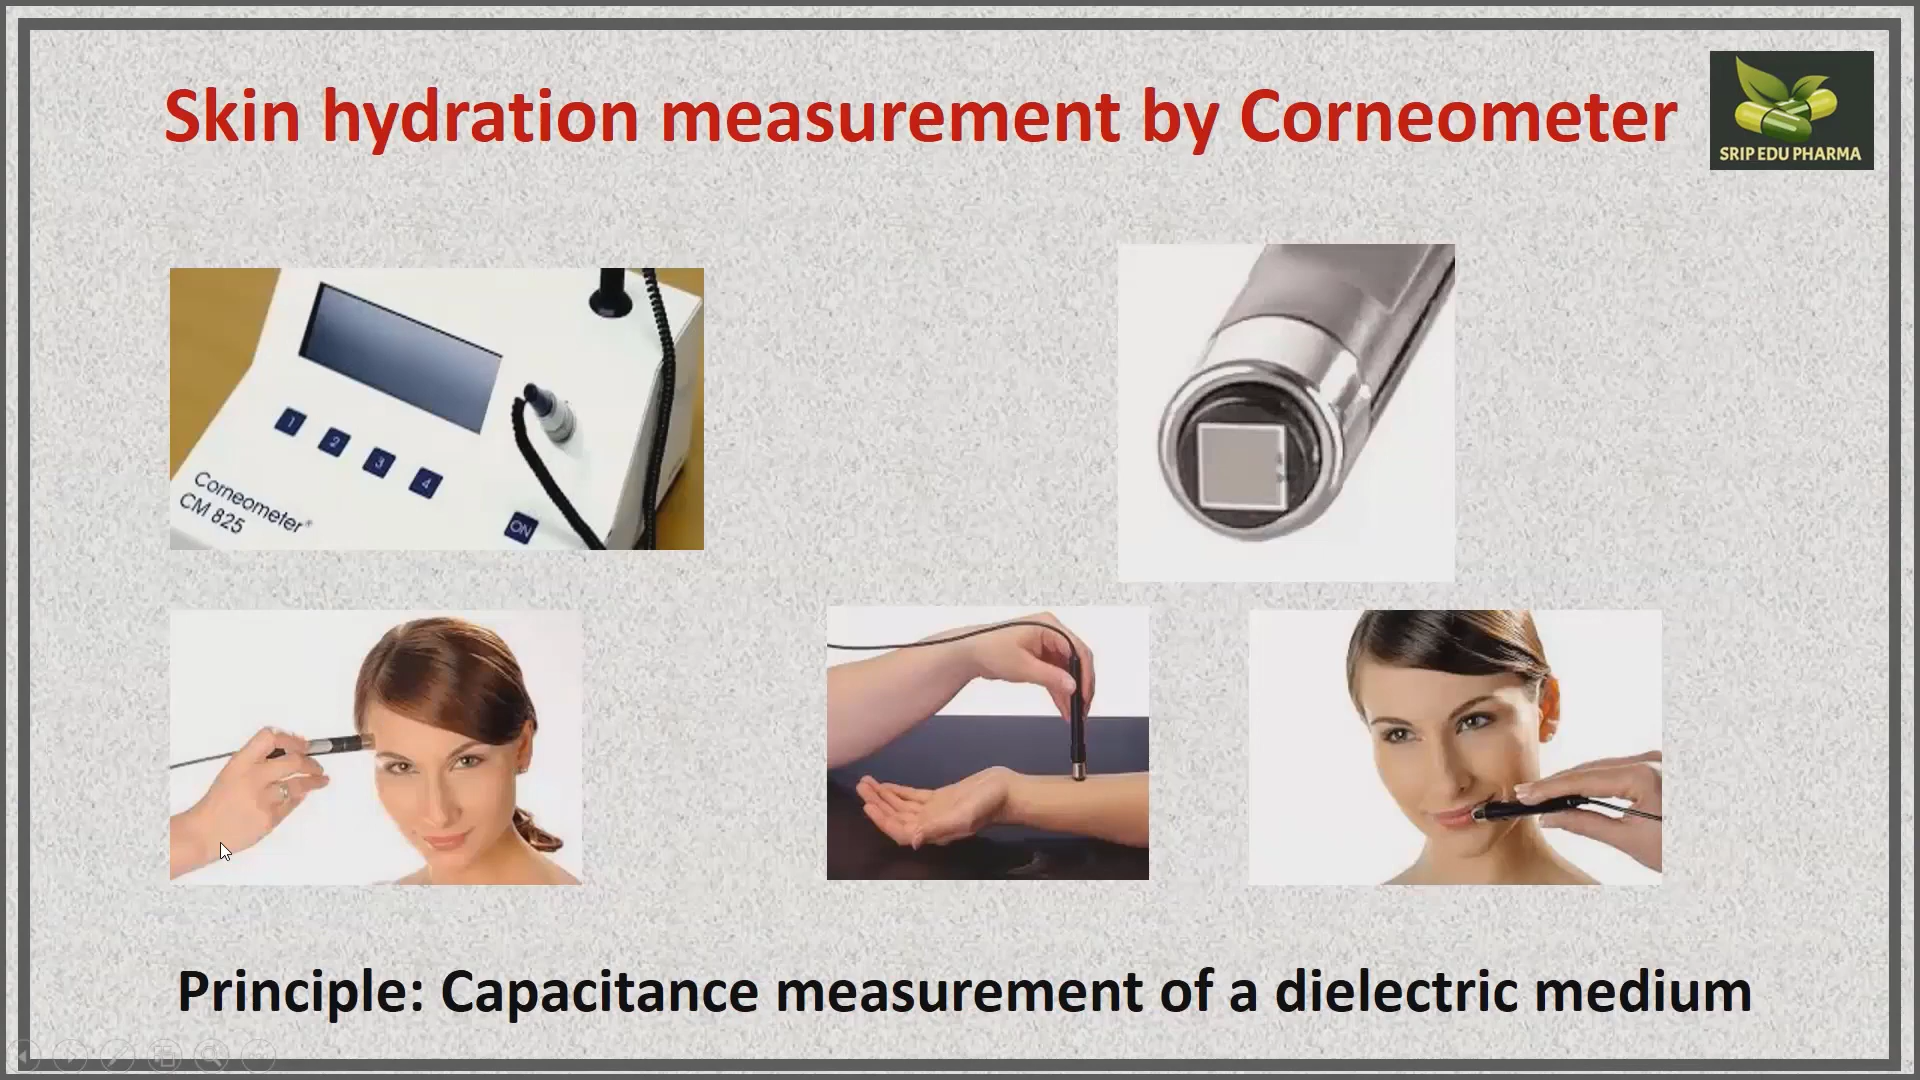 Skin hydration measurement by Corneometer
SRIP EDU PHARMA
1
2
3
4
Corneometer®
CM 825
ON
Principle: Capacitance measurement of a dielectric medium